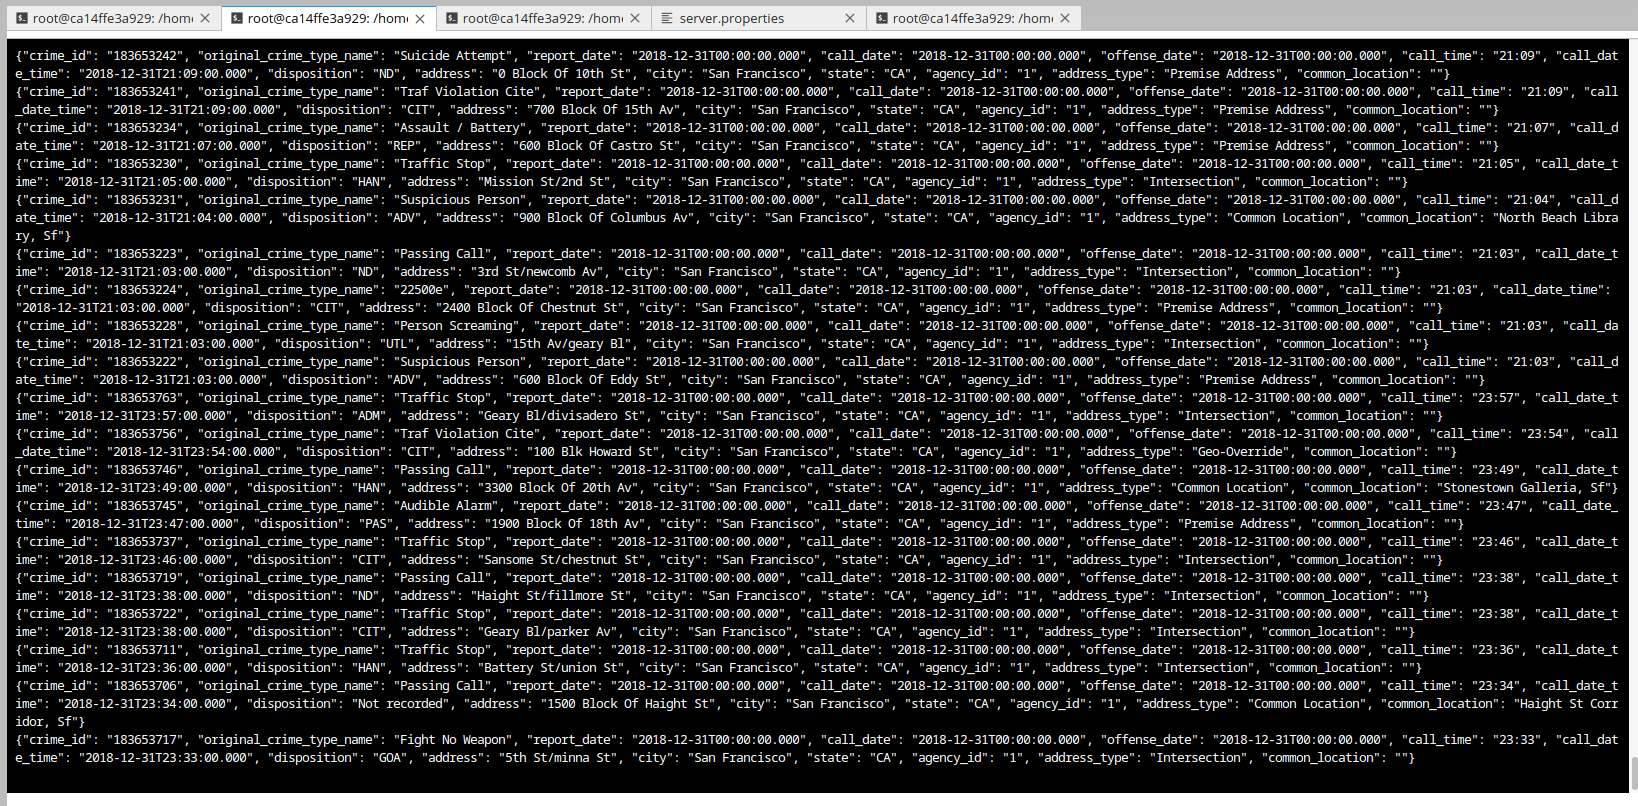 root@ca14ffe3a929: /hom
root@ca14ffe3a929: /hom
root@ca14ffe3a929: /hom
server.properties
root@ca14ffe3a929: /hom
{"crime_id": "183653242", "original_crime_type_name": "Suicide Attempt", "report_date": "2018-12-31T00:00:00.000", "call_date": "2018-12-31T00:00:00.000", "offense_date": "2018-12-31T00:00:00.000", "call_time": "21:09", "call_dat
e_time": "2018-12-31T21:09:00.000", "disposition": "ND", "address": "0 Block Of 10th St", "city": "San Francisco", "state": "CA", "agency_id": "1", "address_type": "Premise Address", "common_location": ""}
{"crime_id": "183653241", "original_crime_type_name": "Traf Violation Cite", "report_date": "2018-12-31T00:00:00.000", "call_date": "2018-12-31T00:00:00.000", "offense_date": "2018-12-31T00:00:00.000", "call_time": "21:09", "call
_date_time": "2018-12-31T21:09:00.000", "disposition": "CIT", "address": "700 Block Of 15th Av", "city": "San Francisco", "state": "CA", "agency_id": "1", "address_type": "Premise Address", "common_location": ""}
{"crime_id": "183653234", "original_crime_type_name": "Assault / Battery", "report_date": "2018-12-31T00:00:00.000", "call_date": "2018-12-31T00:00:00.000", "offense_date": "2018-12-31T00:00:00.000", "call_time": "21:07", "call_d
ate_time": "2018-12-31T21:07:00.000", "disposition": "REP", "address": "600 Block Of Castro St", "city": "San Francisco", "state": "CA", "agency_id": "1", "address_type": "Premise Address", "common_location": ""}
{"crime_id": "183653230", "original_crime_type_name": "Traffic Stop", "report_date": "2018-12-31T00:00:00.000", "call_date": "2018-12-31T00:00:00.000", "offense_date": "2018-12-31T00:00:00.000", "call_time": "21:05", "call_date_t
ime": "2018-12-31T21:05:00.000", "disposition": "HAN", "address": "Mission St/2nd St", "city": "San Francisco", "state": "CA", "agency_id": "1", "address_type": "Intersection", "common_location": ""}
{"crime_id": "183653231", "original_crime_type_name": "Suspicious Person", "report_date": "2018-12-31T00:00:00.000", "call_date": "2018-12-31T00:00:00.000", "offense_date": "2018-12-31T00:00:00.000", "call_time": "21:04", "call_d
ate_time": "2018-12-31T21:04:00.000", "disposition": "ADV", "address": "900 Block Of Columbus Av", "city": "San Francisco", "state": "CA", "agency_id": "1", "address_type": "Common Location", "common_location": "North Beach Libra
ry, Sf"}
{"crime_id": "183653223", "original_crime_type_name": "Passing Call", "report_date": "2018-12-31T00:00:00.000", "call_date": "2018-12-31T00:00:00.000", "offense_date": "2018-12-31T00:00:00.000", "call_time": "21:03", "call_date_t
ime": "2018-12-31T21:03:00.000", "disposition": "ND", "address": "3rd St/newcomb Av", "city": "San Francisco", "state": "CA", "agency_id": "1", "address_type": "Intersection", "common_location": ""}
{"crime_id": "183653224", "original_crime_type_name": "22500e", "report_date": "2018-12-31T00:00:00.000", "call_date": "2018-12-31T00:00:00.000", "offense_date": "2018-12-31T00:00:00.000", "call_time": "21:03", "call_date_time":
"2018-12-31T21:03:00.000", "disposition": "CIT", "address": "2400 Block Of Chestnut St", "city": "San Francisco", "state": "CA", "agency_id": "1", "address_type": "Premise Address", "common_location": ""}
{"crime_id": "183653228", "original_crime_type_name": "Person Screaming", "report_date": "2018-12-31T00:00:00.000", "call_date": "2018-12-31T00:00:00.000", "offense_date": "2018-12-31T00:00:00.000", "call_time": "21:03", "call_da
te_time": "2018-12-31T21:03:00.000", "disposition": "UTL", "address": "15th Av/geary Bl", "city": "San Francisco", "state": "CA", "agency_id": "1", "address_type": "Intersection", "common_location": ""}
{"crime_id": "183653222", "original_crime_type_name": "Suspicious Person", "report_date": "2018-12-31T00:00:00.000", "call_date": "2018-12-31T00:00:00.000", "offense_date": "2018-12-31T00:00:00.000", "call_time": "21:03", "call_d
ate_time": "2018-12-31T21:03:00.000", "disposition": "ADV", "address": "600 Block Of Eddy St", "city": "San Francisco", "state": "CA", "agency_id": "1", "address_type": "Premise Address", "common_location": ""}
{"crime_id": "183653763", "original_crime_type_name": "Traffic Stop", "report_date": "2018-12-31T00:00:00.000", "call_date": "2018-12-31T00:00:00.000", "offense_date": "2018-12-31T00:00:00.000", "call_time": "23:57", "call_date_t
ime": "2018-12-31T23:57:00.000", "disposition": "ADM", "address": "Geary Bl/divisadero St", "city": "San Francisco", "state": "CA", "agency_id": "1", "address_type": "Intersection", "common_location": ""}
{"crime_id": "183653756", "original_crime_type_name": "Traf Violation Cite", "report_date": "2018-12-31T00:00:00.000", "call_date": "2018-12-31T00:00:00.000", "offense_date": "2018-12-31T00:00:00.000", "call_time": "23:54", "call
_date_time": "2018-12-31T23:54:00.000", "disposition": "CIT", "address": "100 Blk Howard St", "city": "San Francisco", "state": "CA", "agency_id": "1", "address_type": "Geo-Override", "common_location": ""}
{"crime_id": "183653746", "original_crime_type_name": "Passing Call", "report_date": "2018-12-31T00:00:00.000", "call_date": "2018-12-31T00:00:00.000", "offense_date": "2018-12-31T00:00:00.000", "call_time": "23:49", "call_date_t
ime": "2018-12-31T23:49:00.000", "disposition": "HAN", "address": "3300 Block Of 20th Av", "city": "San Francisco", "state": "CA", "agency_id": "1", "address_type": "Common Location", "common_location": "Stonestown Galleria, Sf"}
{"crime_id": "183653745", "original_crime_type_name": "Audible Alarm", "report_date": "2018-12-31T00:00:00.000", "call_date": "2018-12-31T00:00:00.000", "offense_date": "2018-12-31T00:00:00.000", "call_time": "23:47", "call_date_
time": "2018-12-31T23:47:00.000", "disposition": "PAS", "address": "1900 Block Of 18th Av", "city": "San Francisco", "state": "CA", "agency_id": "1", "address_type": "Premise Address", "common_location": ""}
{"crime_id": "183653737", "original_crime_type_name": "Traffic Stop", "report_date": "2018-12-31T00:00:00.000", "call_date": "2018-12-31T00:00:00.000", "offense_date": "2018-12-31T00:00:00.000", "call_time": "23:46", "call_date_t
ime": "2018-12-31T23:46:00.000", "disposition": "CIT", "address": "Sansome St/chestnut St", "city": "San Francisco", "state": "CA", "agency_id": "1", "address_type": "Intersection", "common_location": ""}
{"crime_id": "183653719", "original_crime_type_name": "Passing Call", "report_date": "2018-12-31T00:00:00.000", "call_date": "2018-12-31T00:00:00.000", "offense_date": "2018-12-31T00:00:00.000", "call_time": "23:38", "call_date_t
ime": "2018-12-31T23:38:00.000", "disposition": "ND", "address": "Haight St/fillmore St", "city": "San Francisco", "state": "CA", "agency_id": "1", "address_type": "Intersection", "common_location": ""}
{"crime_id": "183653722", "original_crime_type_name": "Traffic Stop", "report_date": "2018-12-31T00:00:00.000", "call_date": "2018-12-31T00:00:00.000", "offense_date": "2018-12-31T00:00:00.000", "call_time": "23:38", "call_date_t
ime": "2018-12-31T23:38:00.000", "disposition": "CIT", "address": "Geary Bl/parker Av", "city": "San Francisco", "state": "CA", "agency_id": "1", "address_type": "Intersection", "common_location": ""}
{"crime_id": "183653711", "original_crime_type_name": "Traffic Stop", "report_date": "2018-12-31T00:00:00.000", "call_date": "2018-12-31T00:00:00.000", "offense_date": "2018-12-31T00:00:00.000", "call_time": "23:36", "call_date_t
ime": "2018-12-31T23:36:00.000", "disposition": "HAN", "address": "Battery St/union St", "city": "San Francisco", "state": "CA", "agency_id": "1", "address_type": "Intersection", "common_location": ""}
{"crime_id": "183653706", "original_crime_type_name": "Passing Call", "report_date": "2018-12-31T00:00:00.000", "call_date": "2018-12-31T00:00:00.000", "offense_date": "2018-12-31T00:00:00.000", "call_time": "23:34", "call_date_t
ime": "2018-12-31T23:34:00.000", "disposition": "Not recorded", "address": "1500 Block Of Haight St", "city": "San Francisco", "state": "CA", "agency_id": "1", "address_type": "Common Location", "common_location": "Haight St Corr
idor, Sf"}
{"crime_id": "183653717", "original_crime_type_name": "Fight No Weapon", "report_date": "2018-12-31T00:00:00.000", "call_date": "2018-12-31T00:00:00.000", "offense_date": "2018-12-31T00:00:00.000", "call_time": "23:33", "call_dat
e_time": "2018-12-31T23:33:00.000", "disposition": "GOA", "address": "5th St/minna St", "city": "San Francisco", "state": "CA", "agency_id": "1", "address_type": "Intersection", "common_location": ""}